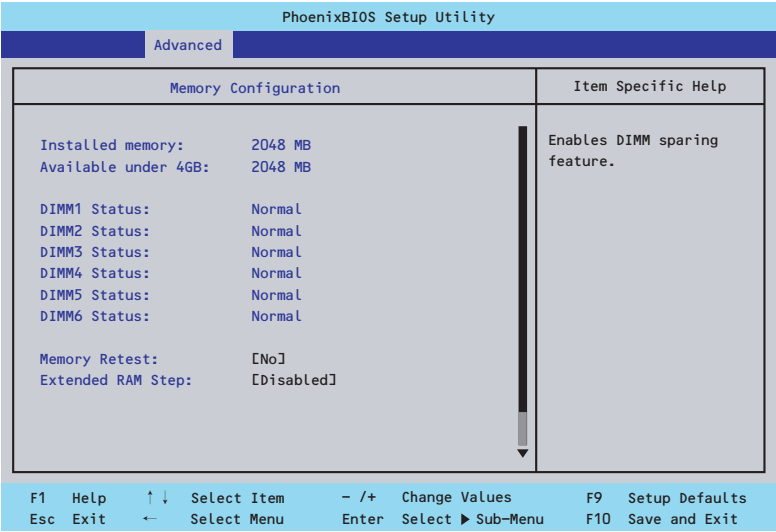 PhoenixBIOS Setup Utility
Advanced
Memory Configuration
Item Specific Help
Installed memory: 2048 MB
Available under 4GB: 2048 MB
DIMM1 Status: Normal
DIMM2 Status: Normal
DIMM3 Status: Normal
DIMM4 Status: Normal
DIMM5 Status: Normal
DIMM6 Status: Normal
Memory Retest: [No]
Extended RAM Step: [Disabled]
Enables DIMM sparing
feature.
F1 Help ↑↓ Select Item - /+ Change Values F9 Setup Defaults
Esc Exit ← Select Menu Enter Select ▶ Sub-Menu F10 Save and Exit